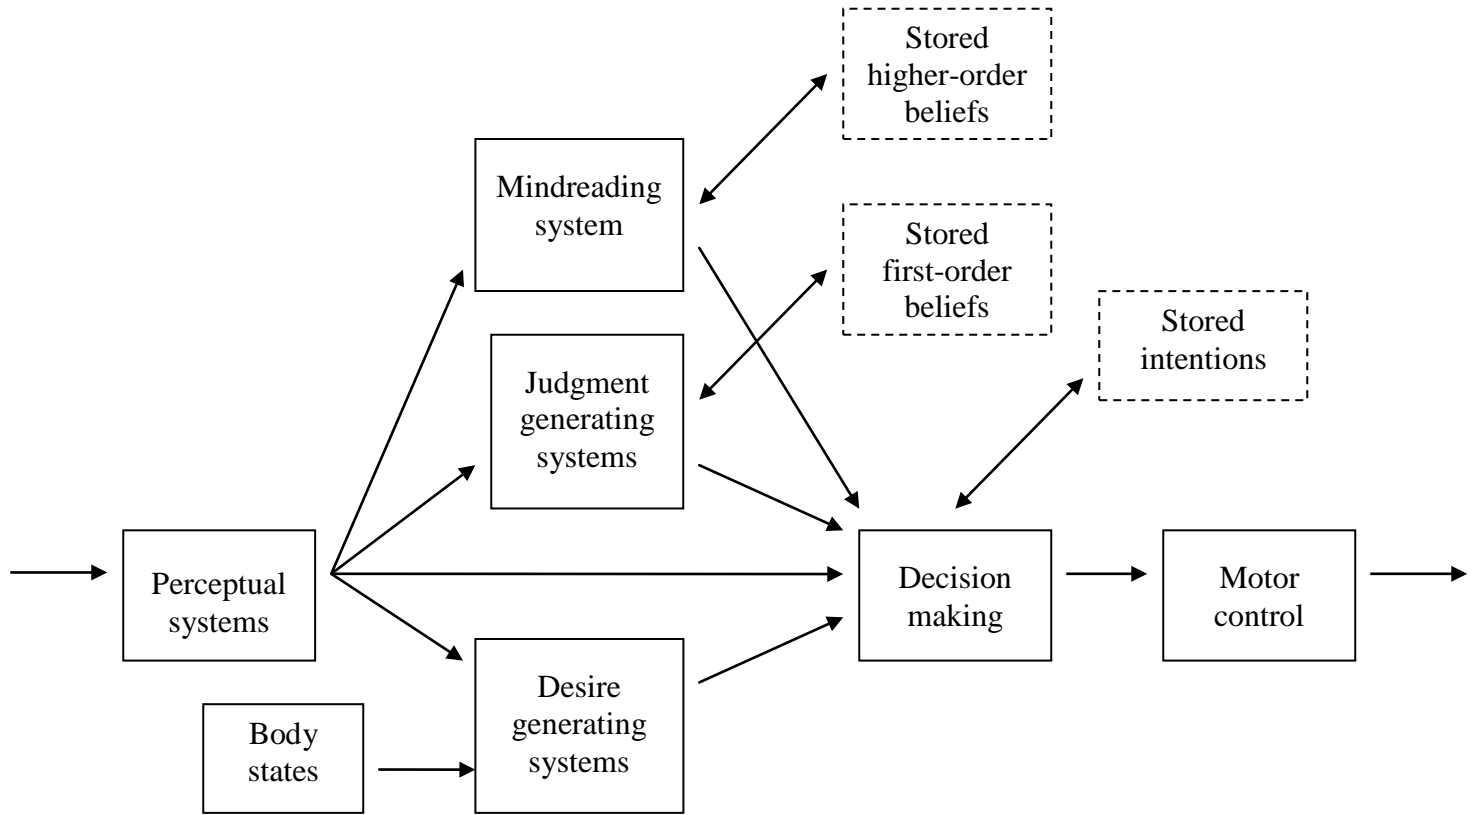 Stored
higher-order
beliefs
Mindreading
system
Stored
first-order
beliefs
Stored
intentions
Judgment
generating
systems
Perceptual
systems
Decision
making
Motor
control
Desire
generating
systems
Body
states